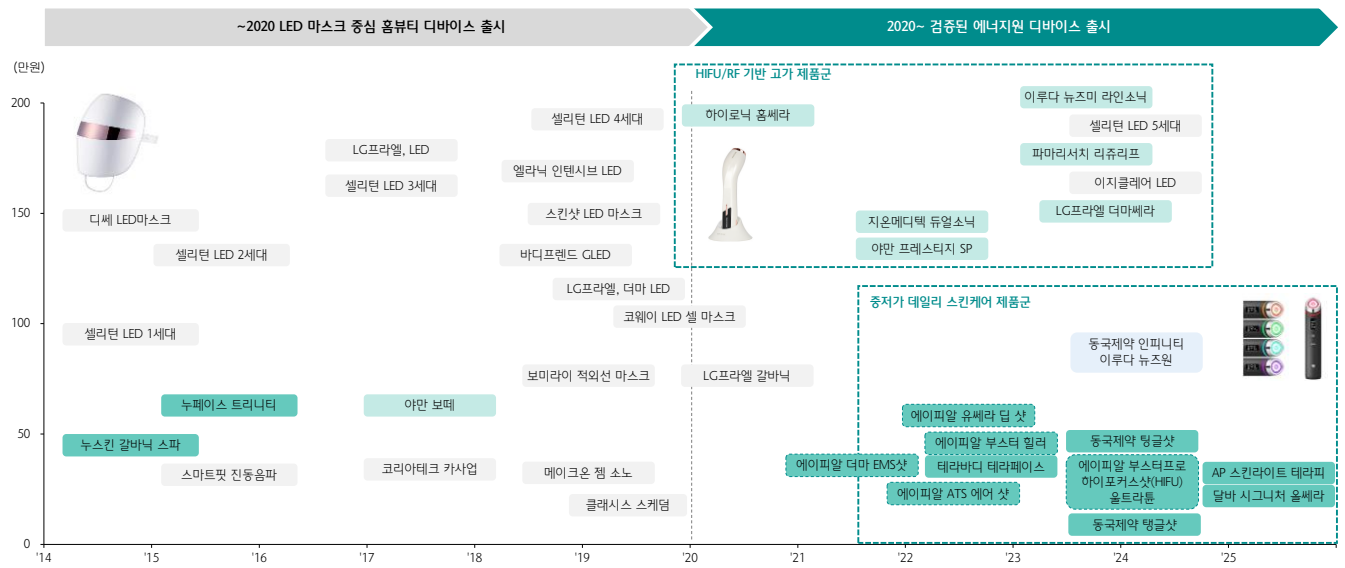 ~2020 LED 마스크 중심 홈뷰티 디바이스 출시
2020~ 검증된 에너지원 디바이스 출시
(만원)
200
150
100
50
0
디쎄 LED마스크
셀리턴 LED 2세대
셀리턴 LED 1세대
누페이스 트리니티
누스킨 갈바닉 스파
스마트핏 진동음파
LG프라엘, LED
셀리턴 LED 3세대
야만 보떼
코리아테크 카사업
셀리턴 LED 4세대
엘라닉 인텐시브 LED
스킨샷 LED 마스크
바디프렌드 GLED
LG프라엘, 더마 LED
코웨이 LED 셀 마스크
보미라이 적외선 마스크
LG프라엘 갈바닉
메이크온 젬 소노
클래시스 스케덤
HIFU/RF 기반 고가 제품군
하이로닉 홈쎄라
지온메디텍 듀얼소닉
야만 프레스티지 SP
이루다 뉴즈미 라인소닉
셀리턴 LED 5세대
파마리서치 리쥬리프
이지클레어 LED
LG프라엘 더마쎄라
중저가 데일리 스킨케어 제품군
동국제약 인피니티
이루다 뉴즈원
에이피알 유쎄라 딥 샷
에이피알 부스터 힐러
에이피알 더마 EMS샷
테라바디 테라페이스
에이피알 ATS 에어 샷
동국제약 텅글샷
에이피알 부스터프로
하이포커스샷(HIFU)
울트라튠
동국제약 탱글샷
AP 스킨라이트 테라피
달바 시그니처 올쎄라
'14
'15
'16
'17
'18
'19
'20
'21
'22
'23
'24
'25